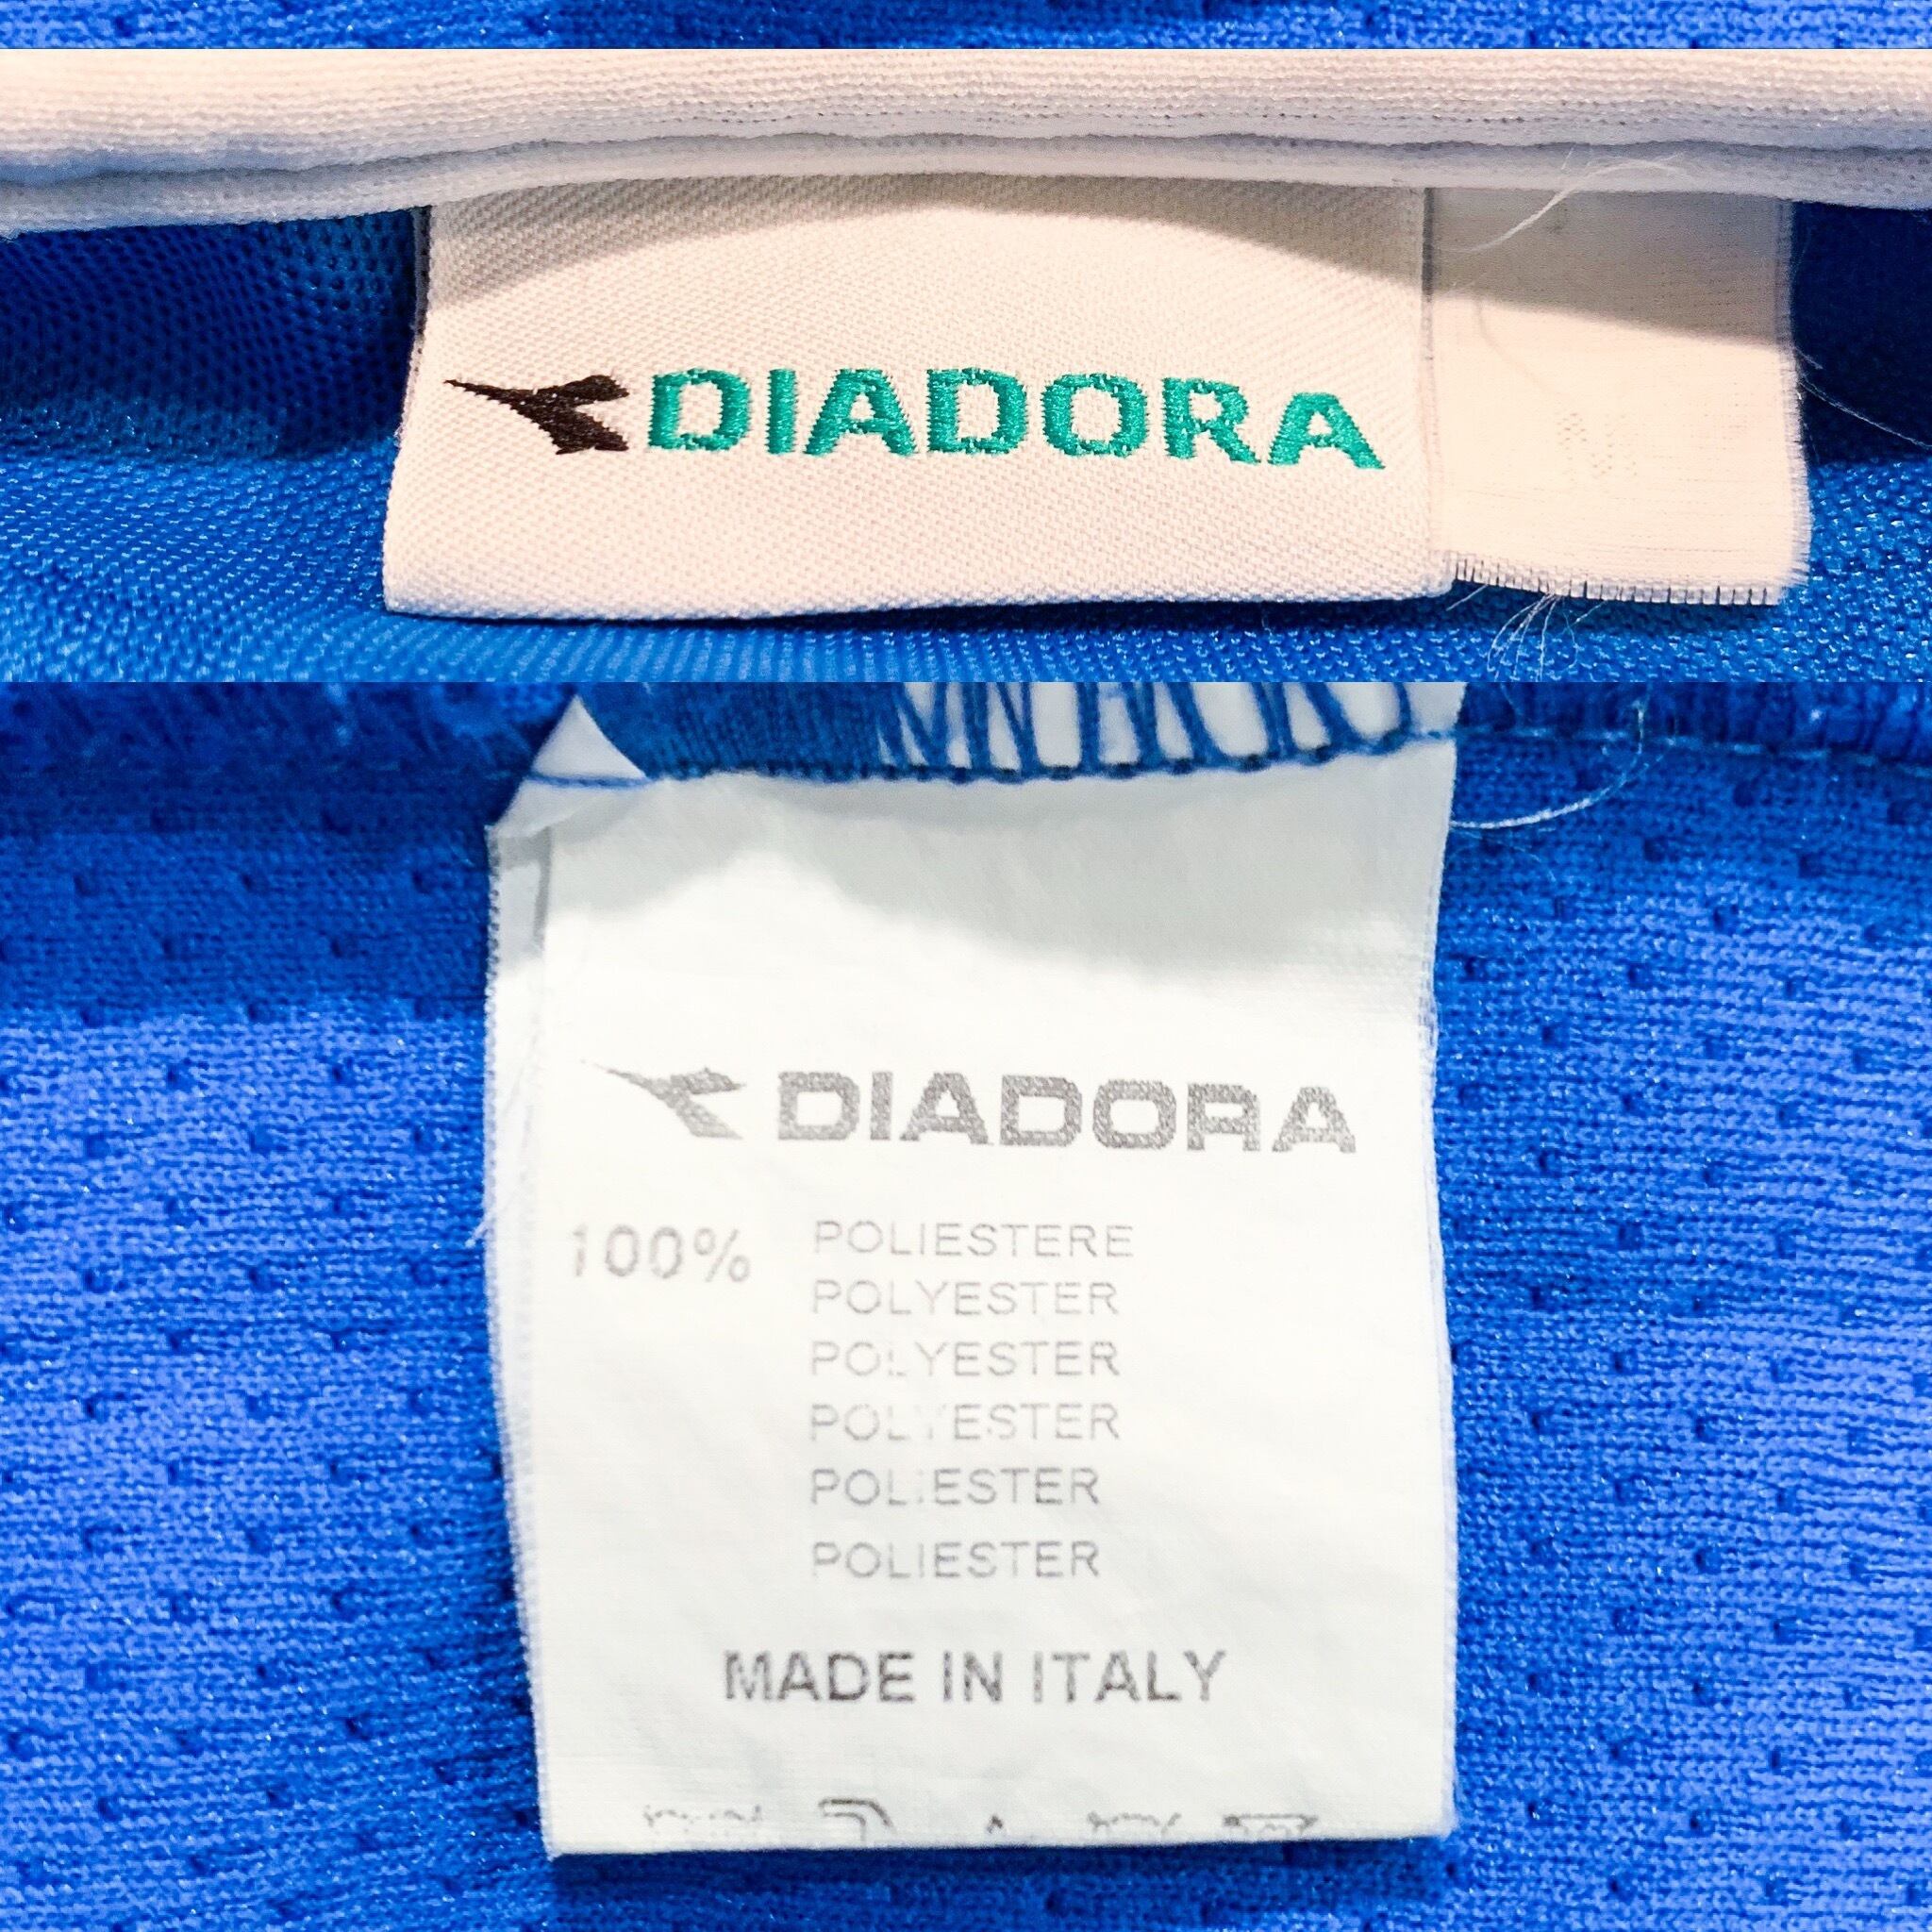 DIADORA
DIADORA
100% POLIESTERE
POLYESTER
POLYESTER
POLYESTER
POLIESTER
POLIESTER
MADE IN ITALY